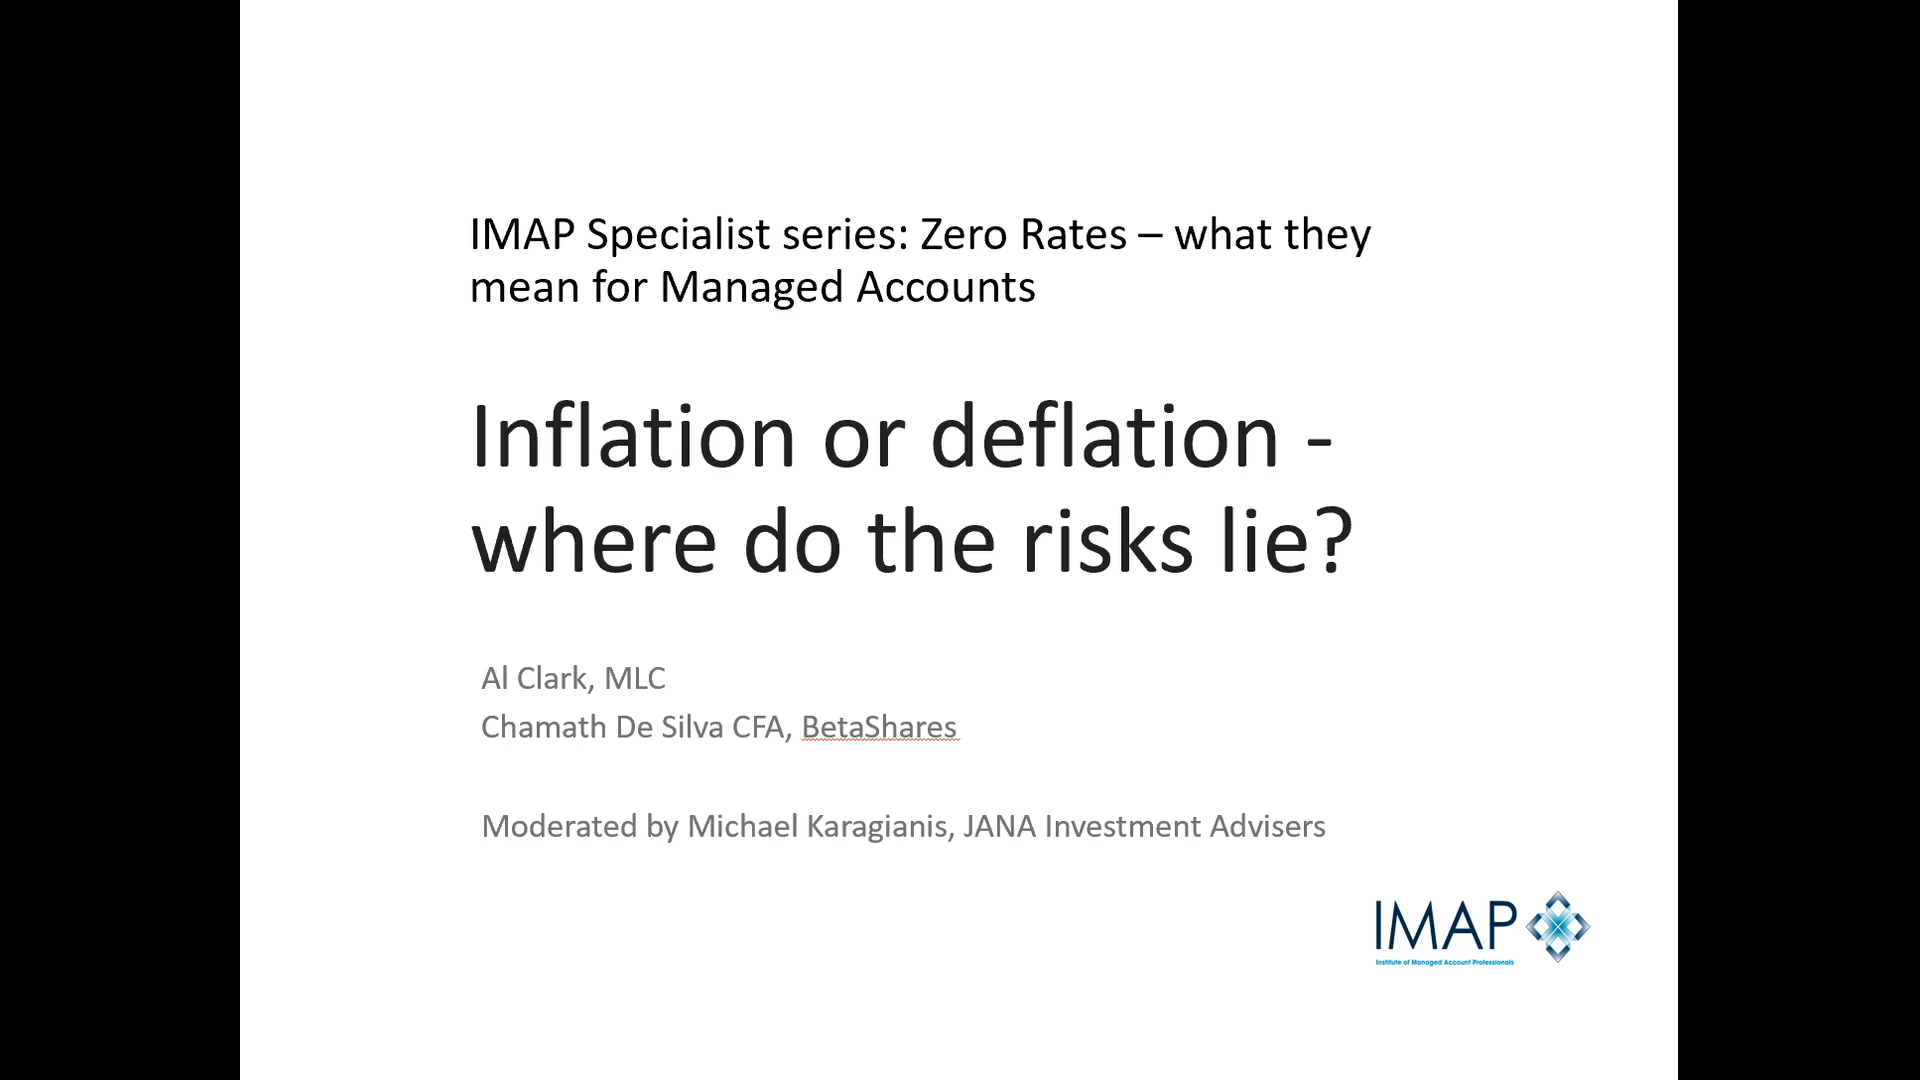 IMAP Specialist series: Zero Rates – what they
mean for Managed Accounts
Inflation or deflation -
where do the risks lie?
Al Clark, MLC
Chamath De Silva CFA, BetaShares
Moderated by Michael Karagianis, JANA Investment Advisers
IMAP
Institute of Managed Account Professionals